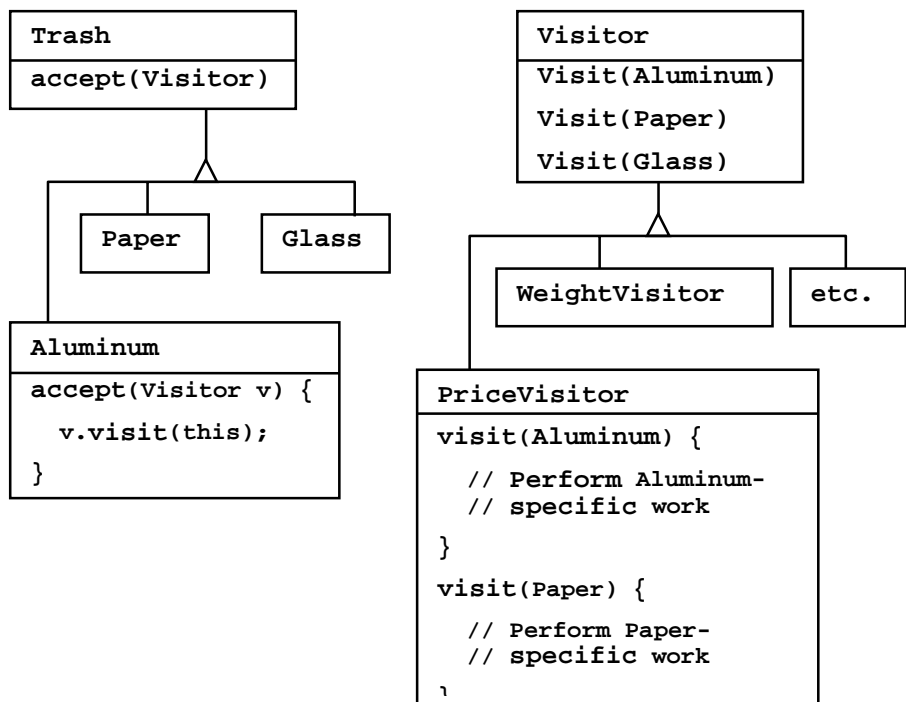 Trash
accept(Visitor)
Paper
Glass
Aluminum
accept(Visitor v) {
v.visit(this);
}
Visitor
Visit(Aluminum)
Visit(Paper)
Visit(Glass)
WeightVisitor
etc.
PriceVisitor
visit(Aluminum) {
// Perform Aluminum-
// specific work
}
visit(Paper) {
// Perform Paper-
// specific work
}